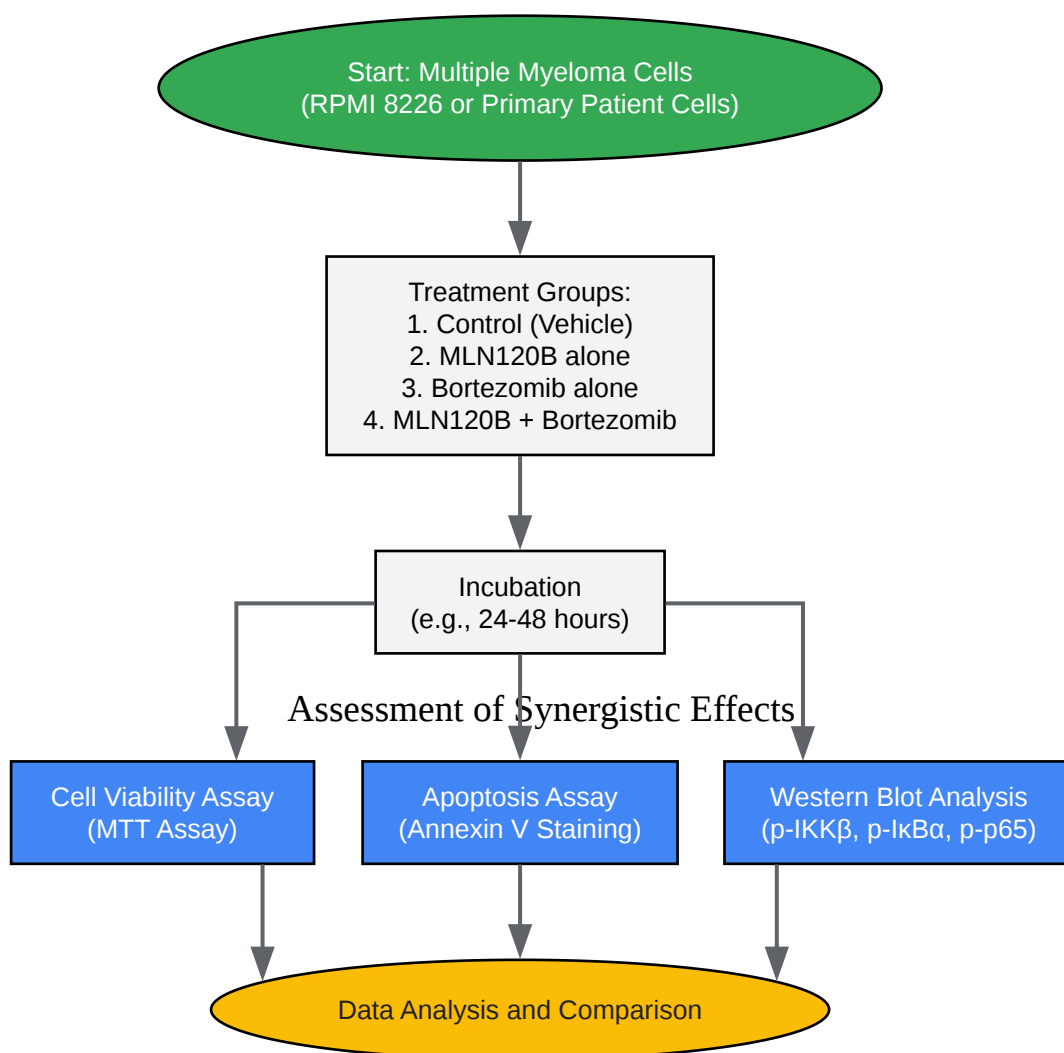 Start: Multiple Myeloma Cells
(RPMI 8226 or Primary Patient Cells)
Treatment Groups:
1. Control (Vehicle)
2. MLN120B alone
3. Bortezomib alone
4. MLN120B + Bortezomib
Incubation
(e.g., 24-48 hours)
Assessment of Synergistic Effects
Cell Viability Assay
(MTT Assay)
Apoptosis Assay
(Annexin V Staining)
Western Blot Analysis
(p-IKKβ, p-IκBα, p-p65)
Data Analysis and Comparison